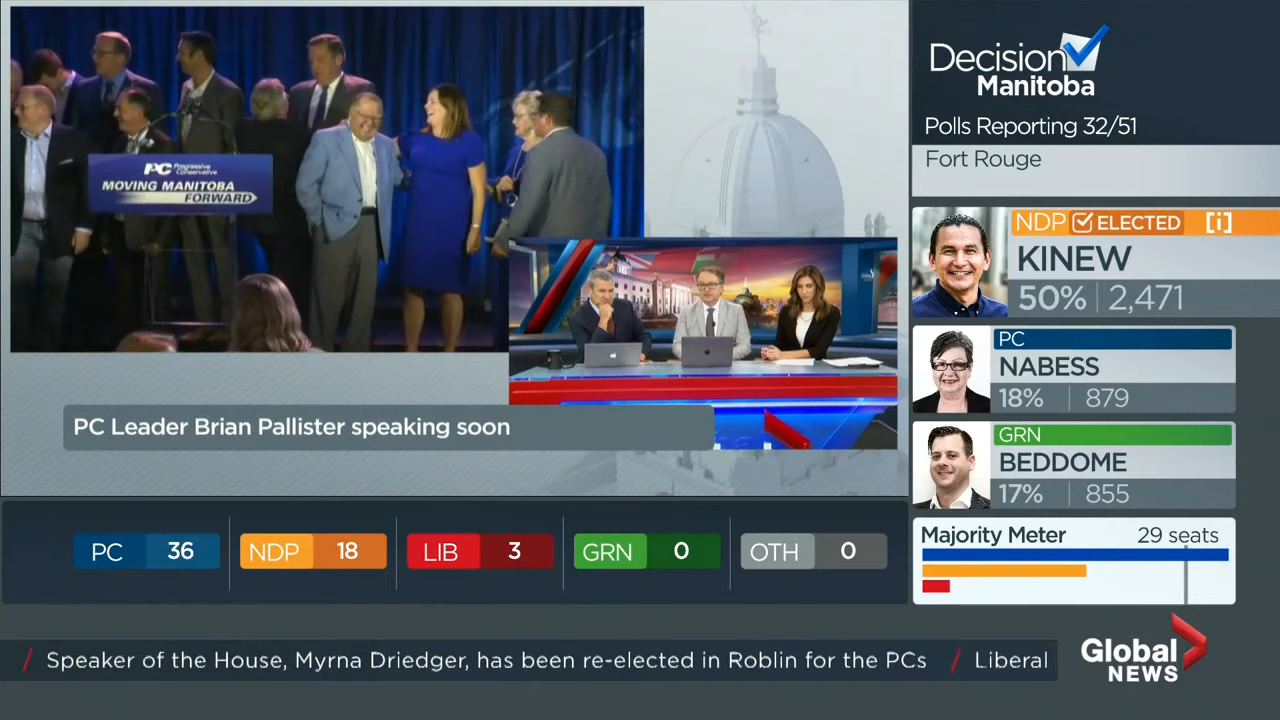 PC Progressive Conservative
MOVING MANITOBA
FORWARD
PC Leader Brian Pallister speaking soon
Decision
Manitoba
Polls Reporting 32/51
Fort Rouge
NDP ELECTED [i]
KINEW
50% 2,471
PC
NABESS
18% 879
GRN
BEDDOME
17% 855
Majority Meter 29 seats
PC 36 NDP 18 LIB 3 GRN 0 OTH 0
/ Speaker of the House, Myrna Driedger, has been re-elected in Roblin for the PCs / Liberal
Global
NEWS